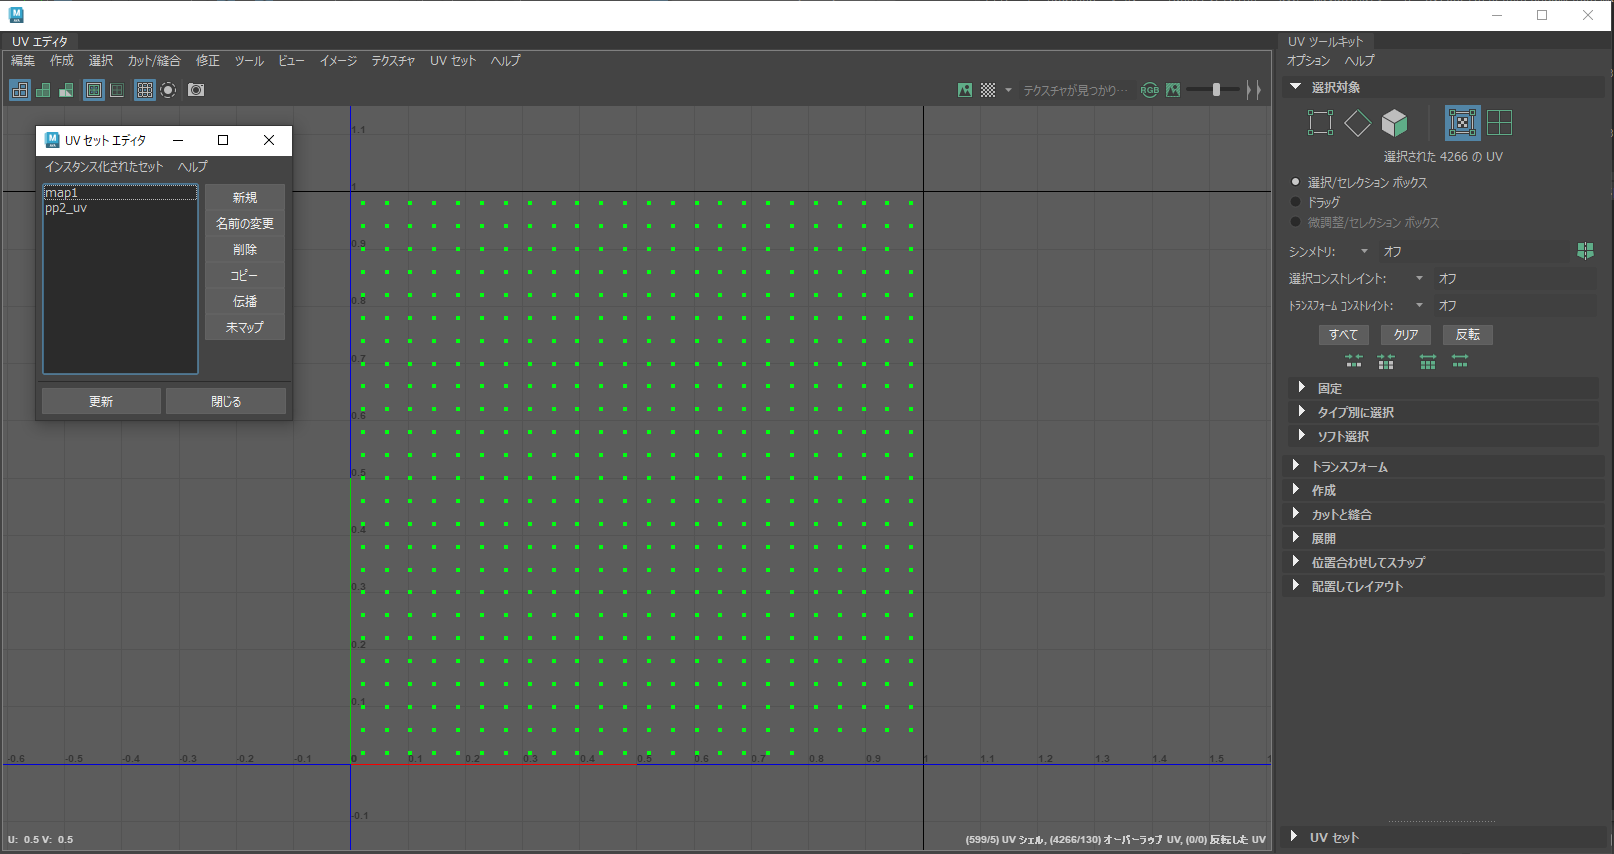 UV エディタ
編集 作成 選択 カット/縫合 修正 ツール ビュー イメージ テクスチャ UV セット ヘルプ
テクスチャが見つかり…
RGB
UV セット エディタ
インスタンス化されたセット ヘルプ
map1
pp2_uv
新規
名前の変更
削除
コピー
伝播
未マップ
更新 閉じる
1.1
1
0.9
0.8
0.7
0.6
0.5
0.4
0.3
0.2
0.1
-0.6 -0.5 -0.4 -0.3 -0.2 -0.1 0 0.1 0.2 0.3 0.4 0.5 0.6 0.7 0.8 0.9 1 1.1 1.2 1.3 1.4 1.5
-0.1
U: 0.5 V: 0.5
(599/5) UV シェル, (4266/130) オーバーラップ UV, (0/0) 反転した UV
UV ツールキット
オプション ヘルプ
選択対象
選択された 4266 の UV
選択/セレクション ボックス
ドラッグ
微調整/セレクション ボックス
シンメトリ: オフ
選択コンストレイント: オフ
トランスフォーム コンストレイント: オフ
すべて クリア 反転
固定
タイプ別に選択
ソフト選択
トランスフォーム
作成
カットと縫合
展開
位置合わせしてスナップ
配置してレイアウト
UV セット